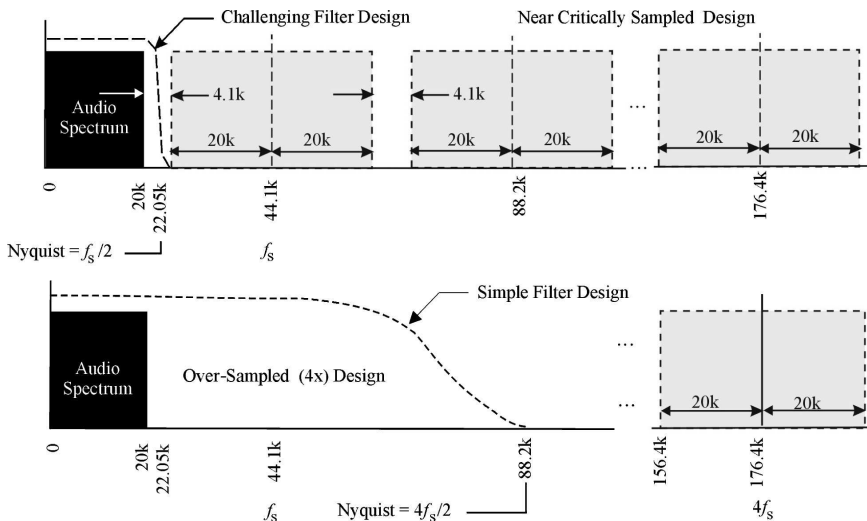 Challenging Filter Design
Near Critically Sampled Design
4.1k
4.1k
Audio
Spectrum
...
20k 20k 20k 20k 20k 20k
...
0
20k
22.05k
44.1k
88.2k
176.4k
Nyquist = fs/2
fs
Simple Filter Design
...
Audio
Spectrum
Over-Sampled (4x) Design
20k 20k
...
0
20k
22.05k
44.1k
88.2k
156.4k
176.4k
fs
Nyquist = 4fs/2
4fs